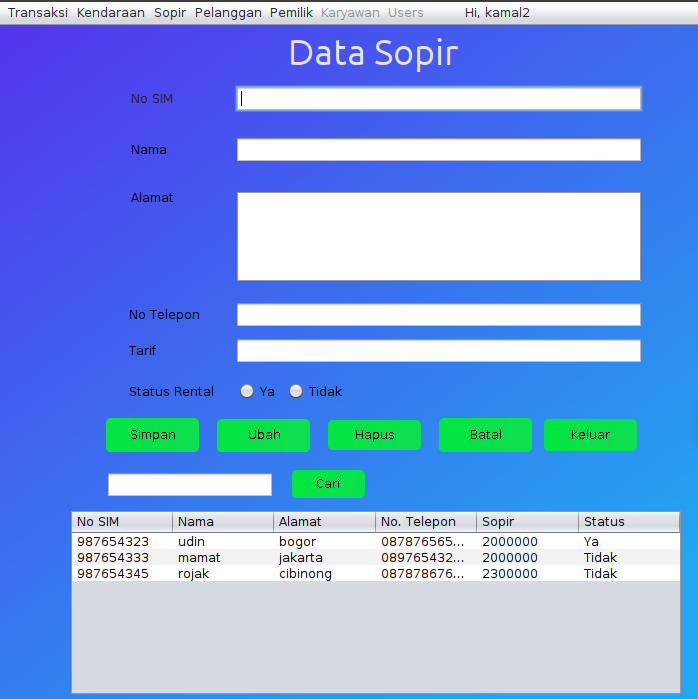 Transaksi Kendaraan Sopir Pelanggan Pemilik Karyawan Users Hi, kamal2
Data Sopir
No SIM
Nama
Alamat
No Telepon
Tarif
Status Rental Ya Tidak
Simpan Ubah Hapus Batal Keluar
Cari
No SIM Nama Alamat No. Telepon Sopir Status
987654323 udin bogor 087876565... 2000000 Ya
987654333 mamat jakarta 089765432... 2000000 Tidak
987654345 rojak cibinong 087878676... 2300000 Tidak